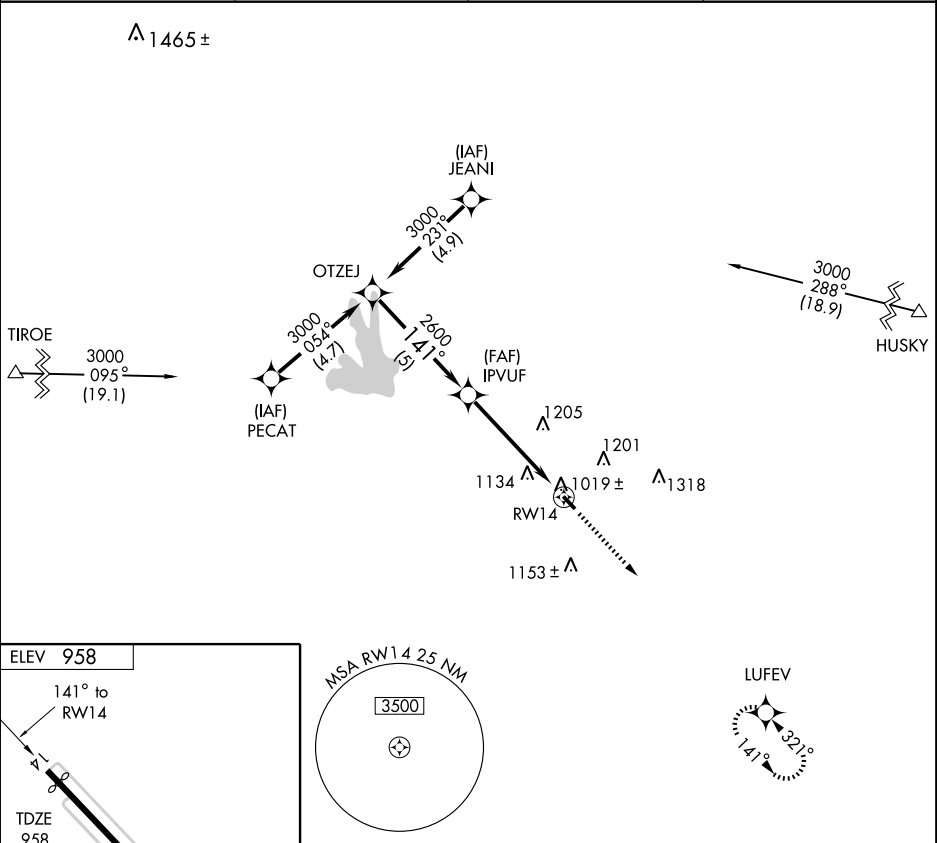 1465 ±
(IAF)
JEANI
3000
231°
(4.9)
OTZEJ
3000
288°
(18.9)
HUSKY
TIROE
3000
095°
(19.1)
3000
054°
(4.7)
(IAF)
PECAT
2600
141°
(5)
(FAF)
IPVUF
1205
1201
1134
1019 ±
1318
RW14
1153 ±
ELEV 958
141° to
RW14
14
TDZE
958
MSA RW14 25 NM
3500
LUFEV
321°
141°